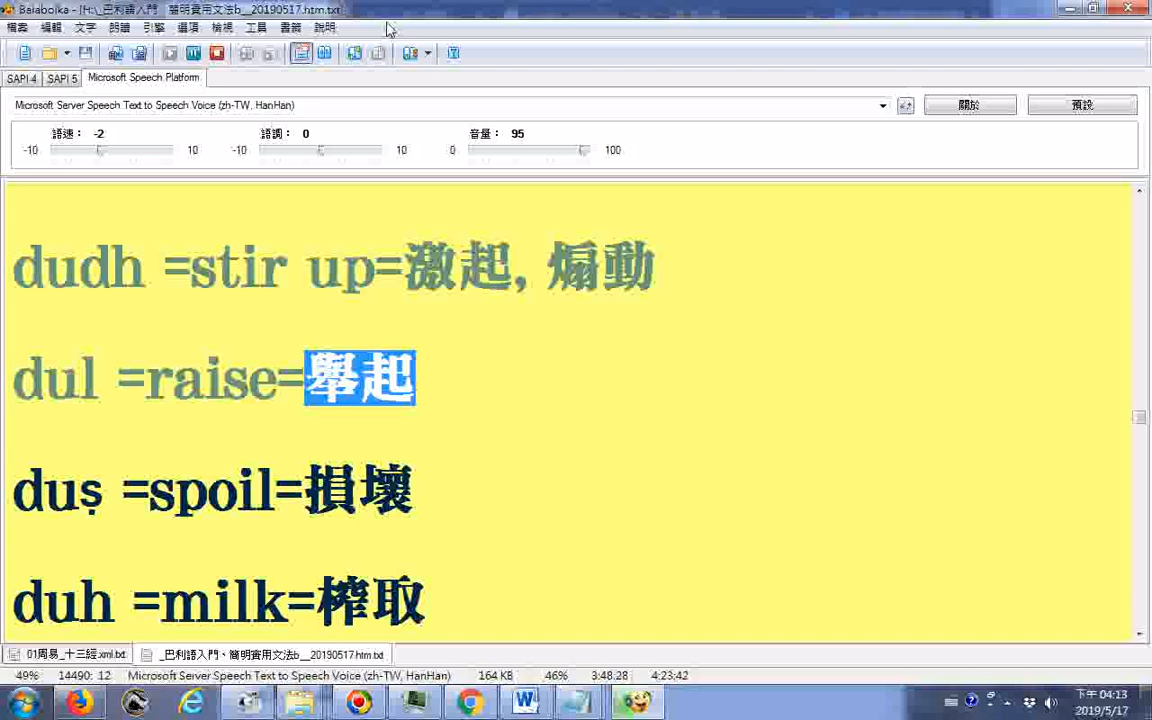 Balabolka - [H:\_巴利語入門、簡明實用文法b__20190517.htm.txt]
檔案 編輯 文字 朗讀 引擎 選項 檢視 工具 書籤 說明
SAPI 4 SAPI 5 Microsoft Speech Platform
Microsoft Server Speech Text to Speech Voice (zh-TW, HanHan) 關於 預設
語速： -2 語調： 0 音量： 95
-10 10 -10 10 0 100
dudh =stir up=激起, 煽動
dul =raise=舉起
duṣ =spoil=損壞
duh =milk=榨取
01周易_十三經.xml.txt _巴利語入門、簡明實用文法b__20190517.htm.txt
49% 14490: 12 Microsoft Server Speech Text to Speech Voice (zh-TW, HanHan) 164 KB 46% 3:48:28 4:23:42
下午 04:13
2019/5/17